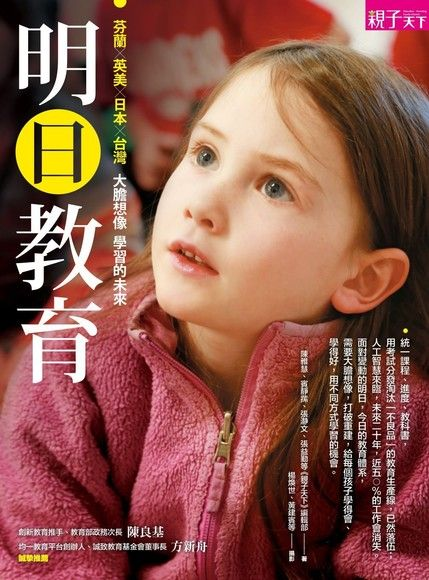 親子天下
芬蘭×英美×日本×台灣
大膽想像 學習的未來
明日教育
統一課程、進度、教科書,
用考試分發淘汰「不良品」的教育生產線,已然落伍;
人工智慧來臨,未來二十年,近五〇%的工作會消失。
面對變動的明日,今日的教育體系,
需要大膽想像,打破重建,給每個孩子學得會、
學得好,用不同方式學習的機會。
陳雅慧、賓靜蓀、張瀞文、張益勤等《親子天下》編輯部 著
楊煥世、黃建賓等 攝影
創新教育推手、教育部政務次長 陳良基
均一教育平台創辦人、誠致教育基金會董事長 方新舟
誠摯推薦